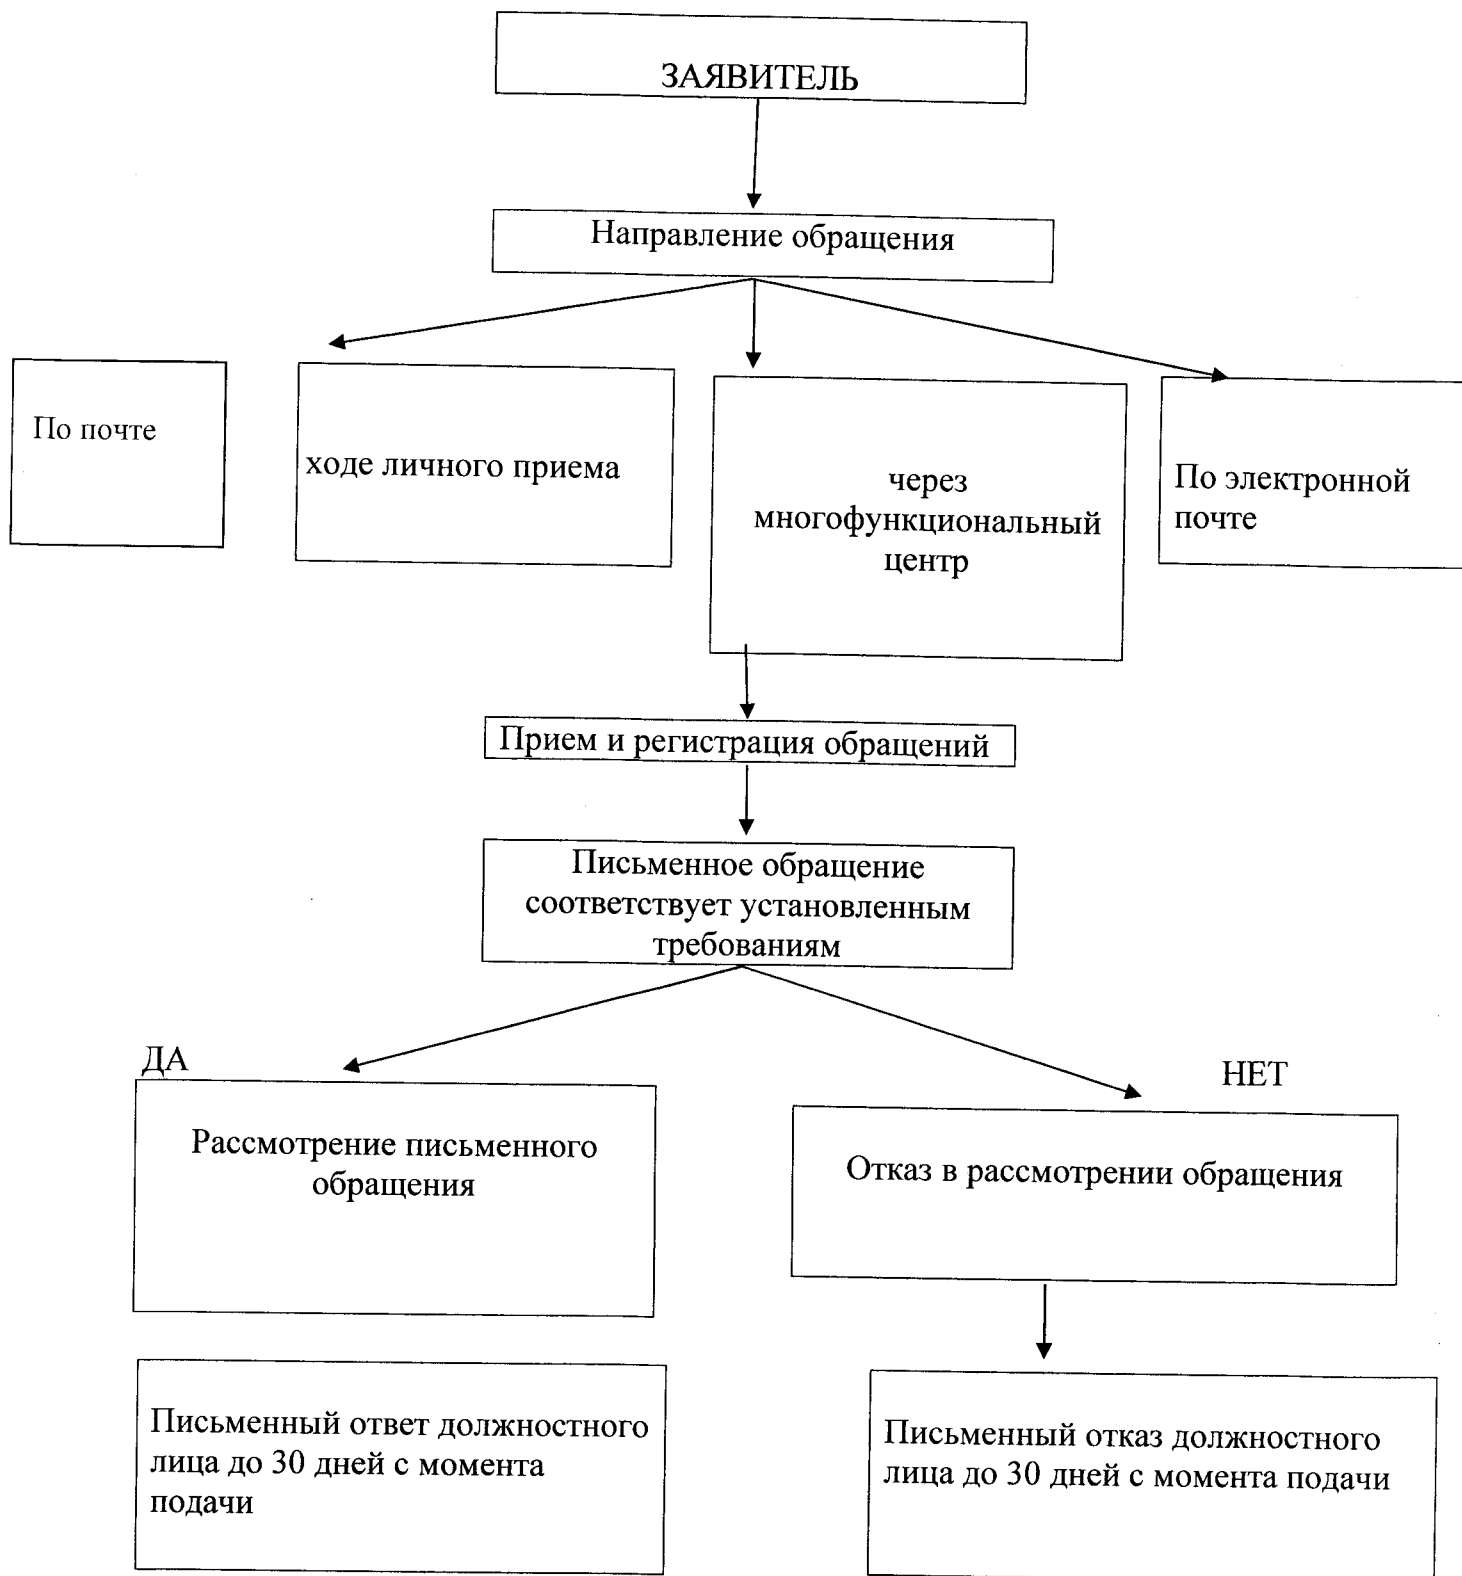 ЗАЯВИТЕЛЬ
Направление обращения
По почте
ходе личного приема
через
многофункциональный
центр
По электронной
почте
Прием и регистрация обращений
Письменное обращение
соответствует установленным
требованиям
ДА
НЕТ
Рассмотрение письменного
обращения
Отказ в рассмотрении обращения
Письменный ответ должностного
лица до 30 дней с момента
подачи
Письменный отказ должностного
лица до 30 дней с момента подачи